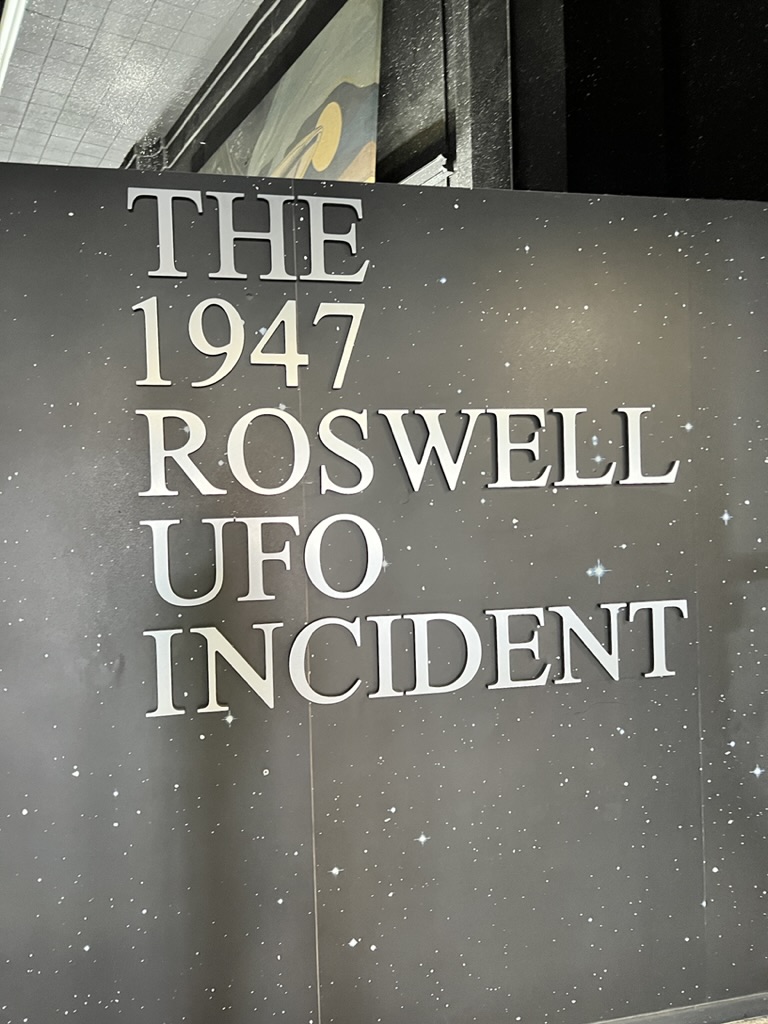 THE
1947
ROSWELL
UFO
INCIDENT